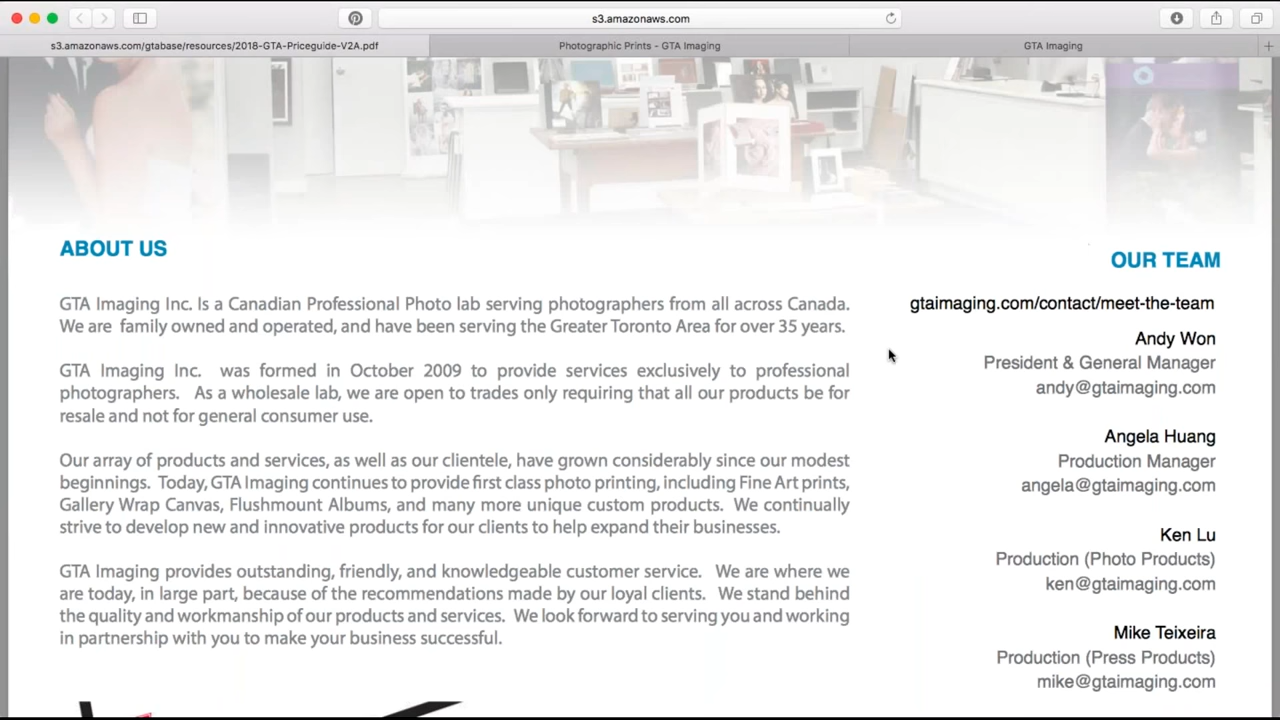 s3.amazonaws.com
s3.amazonaws.com/gtabase/resources/2018-GTA-Priceguide-V2A.pdf
Photographic Prints - GTA Imaging
GTA Imaging
ABOUT US
GTA Imaging Inc. Is a Canadian Professional Photo lab serving photographers from all across Canada.
We are family owned and operated, and have been serving the Greater Toronto Area for over 35 years.
GTA Imaging Inc. was formed in October 2009 to provide services exclusively to professional
photographers. As a wholesale lab, we are open to trades only requiring that all our products be for
resale and not for general consumer use.
Our array of products and services, as well as our clientele, have grown considerably since our modest
beginnings. Today, GTA Imaging continues to provide first class photo printing, including Fine Art prints,
Gallery Wrap Canvas, Flushmount Albums, and many more unique custom products. We continually
strive to develop new and innovative products for our clients to help expand their businesses.
GTA Imaging provides outstanding, friendly, and knowledgeable customer service. We are where we
are today, in large part, because of the recommendations made by our loyal clients. We stand behind
the quality and workmanship of our products and services. We look forward to serving you and working
in partnership with you to make your business successful.
OUR TEAM
gtaimaging.com/contact/meet-the-team
Andy Won
President & General Manager
andy@gtaimaging.com
Angela Huang
Production Manager
angela@gtaimaging.com
Ken Lu
Production (Photo Products)
ken@gtaimaging.com
Mike Teixeira
Production (Press Products)
mike@gtaimaging.com